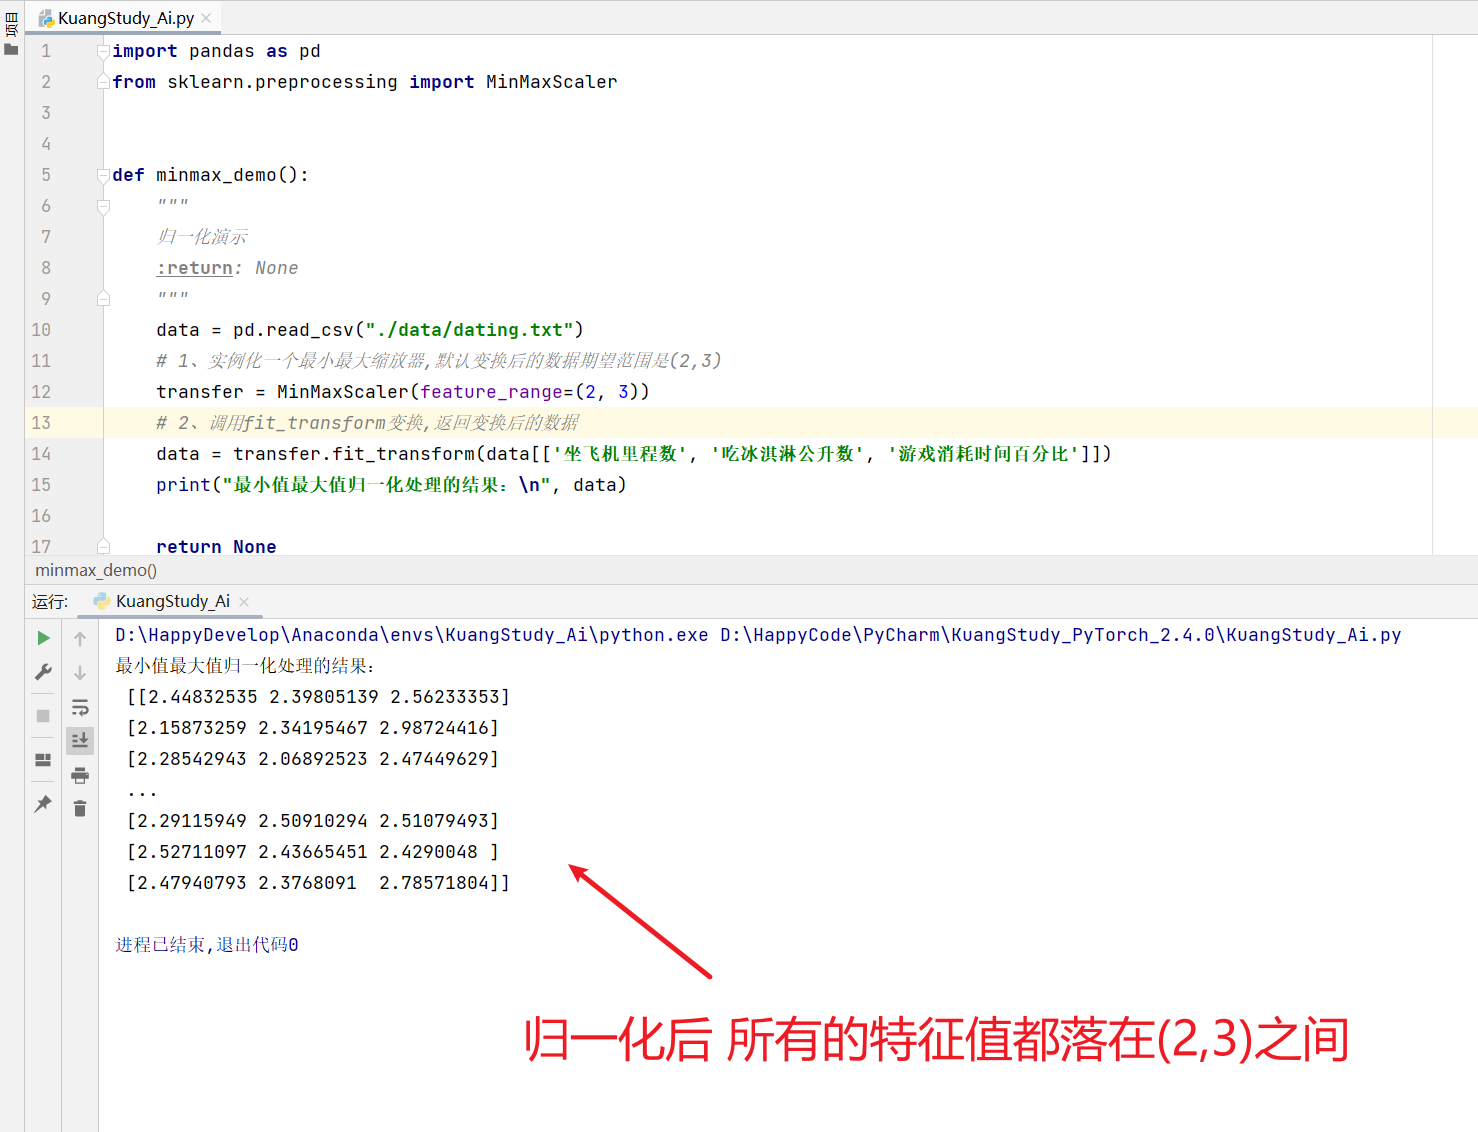 项目
KuangStudy_Ai.py
1 import pandas as pd
2 from sklearn.preprocessing import MinMaxScaler
3
4
5 def minmax_demo():
6 """
7 归一化演示
8 :return: None
9 """
10 data = pd.read_csv("./data/dating.txt")
11 # 1、实例化一个最小最大缩放器,默认变换后的数据期望范围是(2,3)
12 transfer = MinMaxScaler(feature_range=(2, 3))
13 # 2、调用fit_transform变换,返回变换后的数据
14 data = transfer.fit_transform(data[['坐飞机里程数', '吃冰淇淋公升数', '游戏消耗时间百分比']])
15 print("最小值最大值归一化处理的结果：\n", data)
16
17 return None
minmax_demo()
运行: KuangStudy_Ai
D:\HappyDevelop\Anaconda\envs\KuangStudy_Ai\python.exe D:\HappyCode\PyCharm\KuangStudy_PyTorch_2.4.0\KuangStudy_Ai.py
最小值最大值归一化处理的结果：
[[2.44832535 2.39805139 2.56233353]
[2.15873259 2.34195467 2.98724416]
[2.28542943 2.06892523 2.47449629]
...
[2.29115949 2.50910294 2.51079493]
[2.52711097 2.43665451 2.4290048 ]
[2.47940793 2.3768091  2.78571804]]
进程已结束,退出代码0
归一化后 所有的特征值都落在(2,3)之间